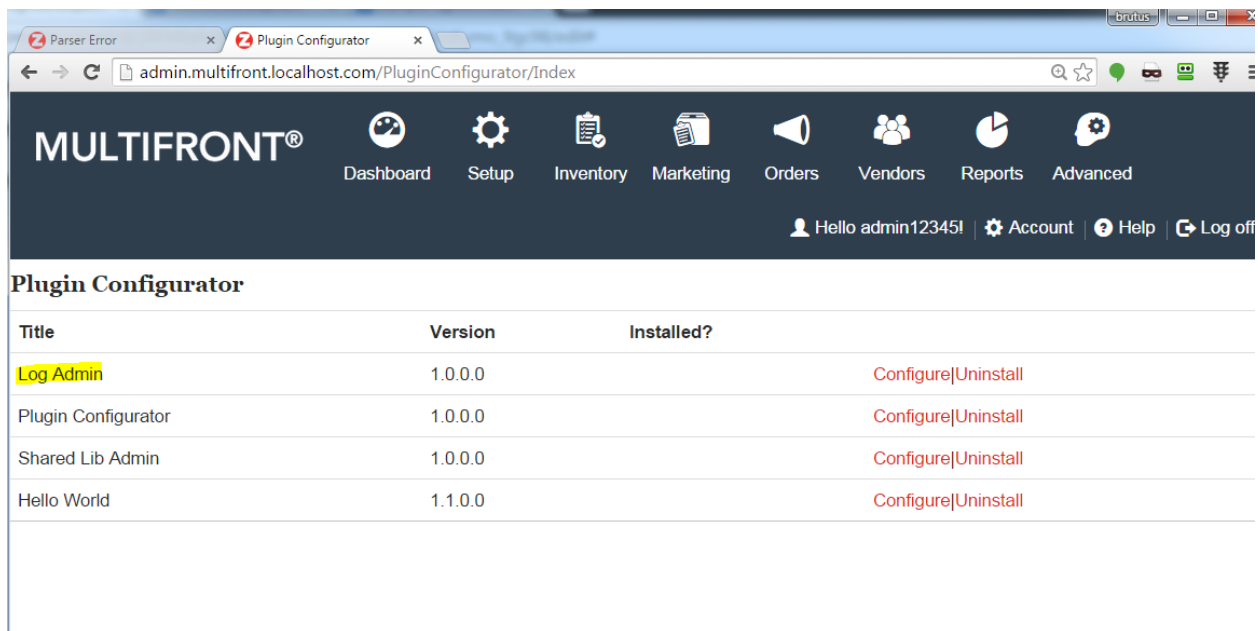 brutus
Parser Error
Plugin Configurator
admin.multifront.localhost.com/PluginConfigurator/Index
MULTIFRONT®
Dashboard Setup Inventory Marketing Orders Vendors Reports Advanced
Hello admin12345! | Account | Help | Log off
Plugin Configurator
Title Version Installed?
Log Admin 1.0.0.0 Configure|Uninstall
Plugin Configurator 1.0.0.0 Configure|Uninstall
Shared Lib Admin 1.0.0.0 Configure|Uninstall
Hello World 1.1.0.0 Configure|Uninstall